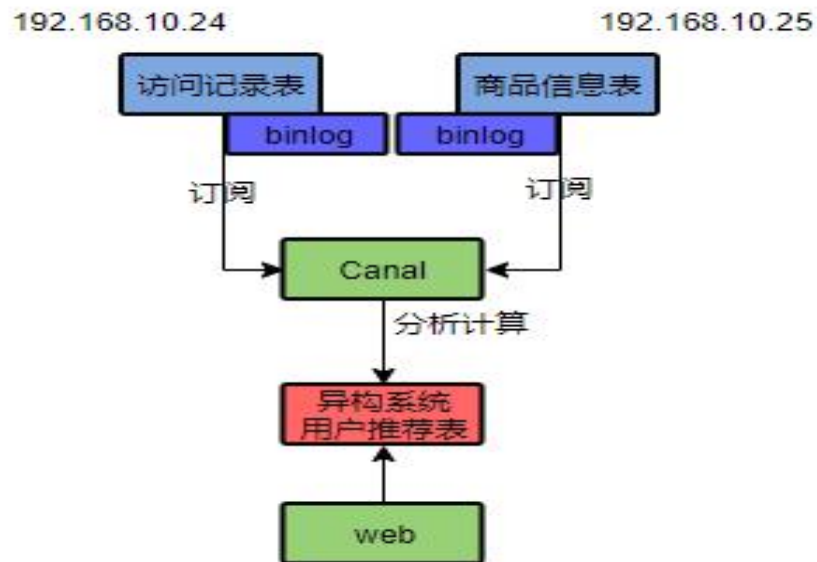 192.168.10.24
192.168.10.25
访问记录表
商品信息表
binlog
binlog
订阅
订阅
Canal
分析计算
异构系统
用户推荐表
web